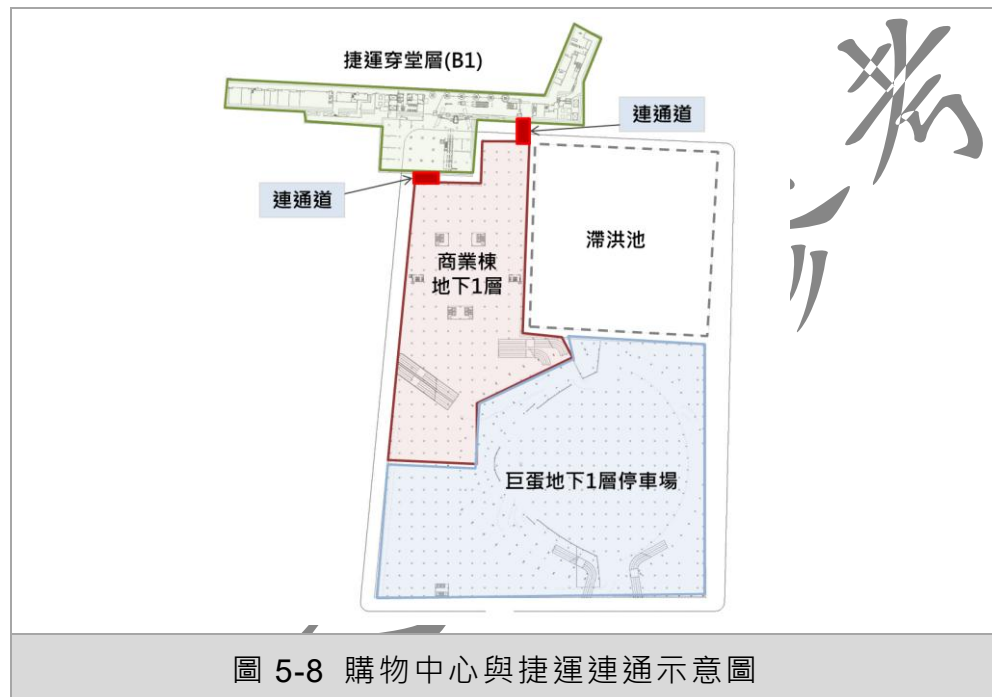 捷運穿堂層(B1)
連通道
連通道
滯洪池
商業棟
地下1層
巨蛋地下1層停車場
圖 5-8 購物中心與捷運連通示意圖